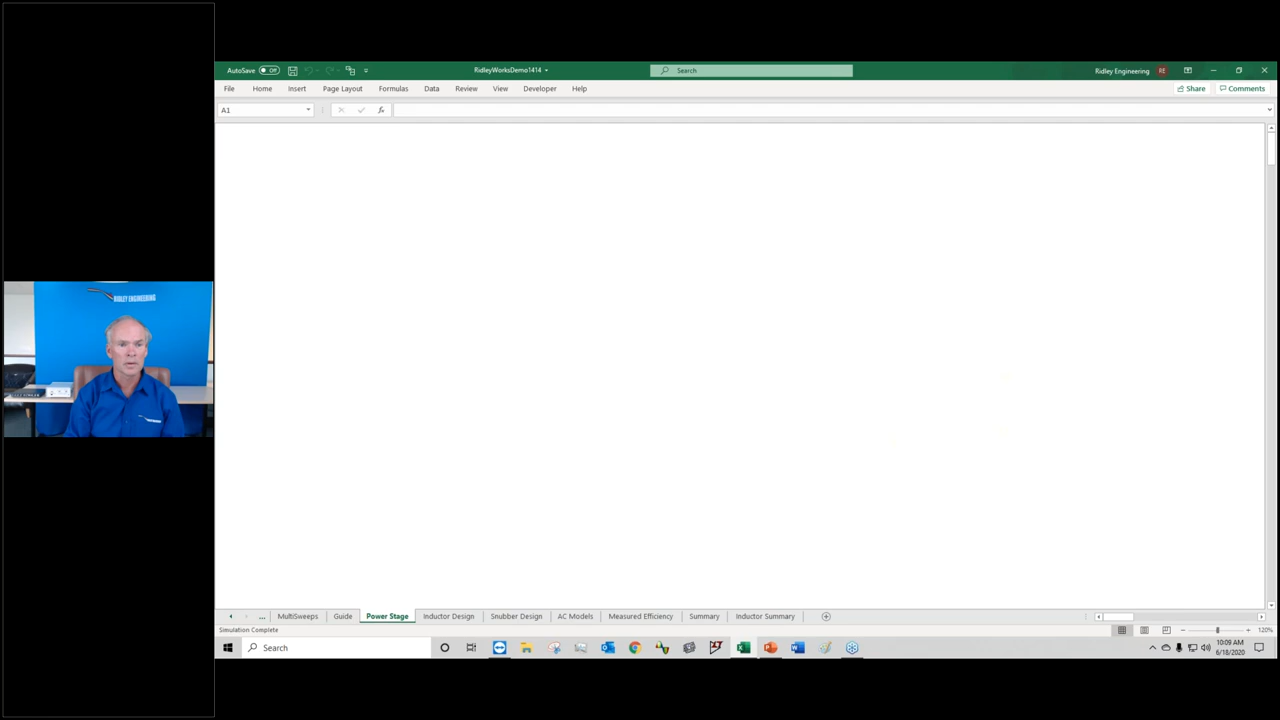 RIDLEY ENGINEERING
AutoSave Off
RidleyWorksDemo1414
Search
Ridley Engineering RE
File Home Insert Page Layout Formulas Data Review View Developer Help
Share Comments
A1
fx
... MultiSweeps Guide Power Stage Inductor Design Snubber Design AC Models Measured Efficiency Summary Inductor Summary
Simulation Complete
120%
Search
10:09 AM
6/18/2020